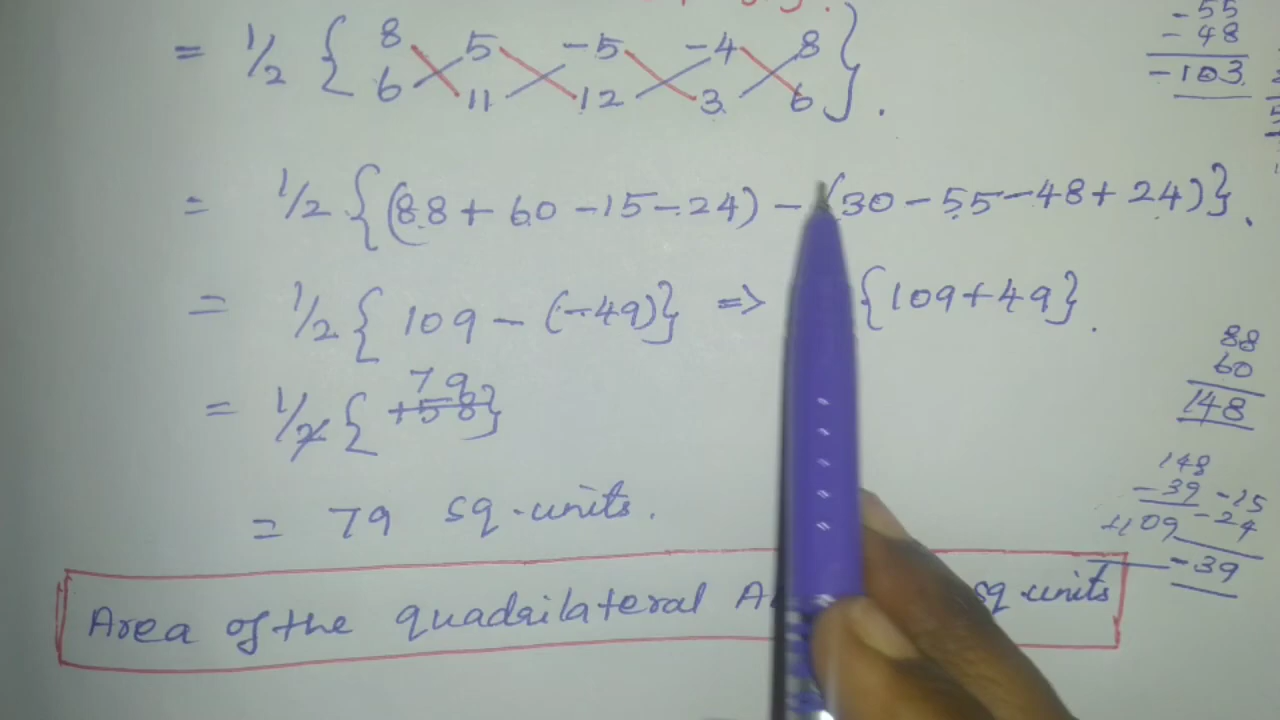 = 1/2 { 8 5 -5 -4 8
6 11 12 3 6 } .
= 1/2 {(88 + 60 - 15 - 24) - (30 - 55 - 48 + 24)} .
= 1/2 { 109 - (-49)} => {109 + 49} .
= 1/2 { 79
158}
= 79 sq.units.
Area of the quadrilateral A sq.units
-55
-48
-103
88
60
148
148
-39
+109
-15
-24
-39